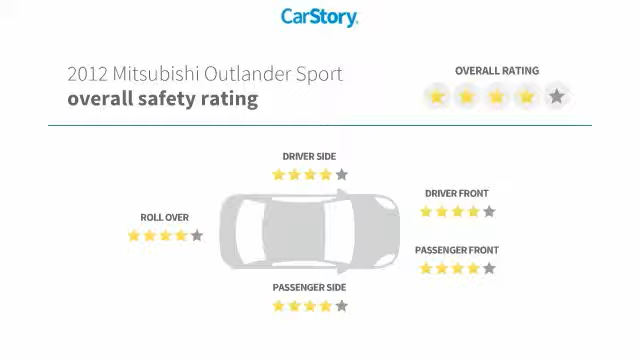 CarStory.
2012 Mitsubishi Outlander Sport
overall safety rating
OVERALL RATING
DRIVER SIDE
DRIVER FRONT
ROLL OVER
PASSENGER FRONT
PASSENGER SIDE